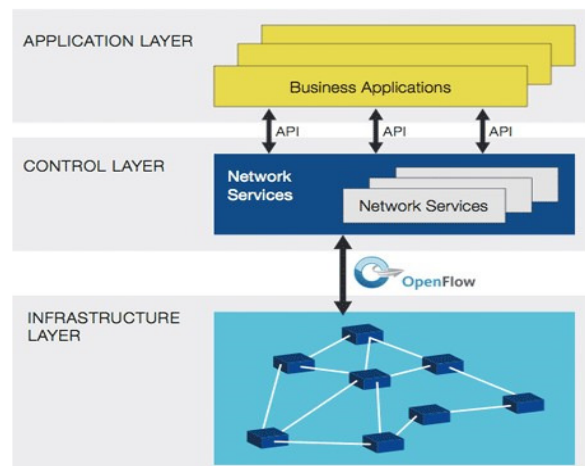 APPLICATION LAYER
Business Applications
API
API
API
CONTROL LAYER
Network
Services
Network Services
OpenFlow
INFRASTRUCTURE
LAYER